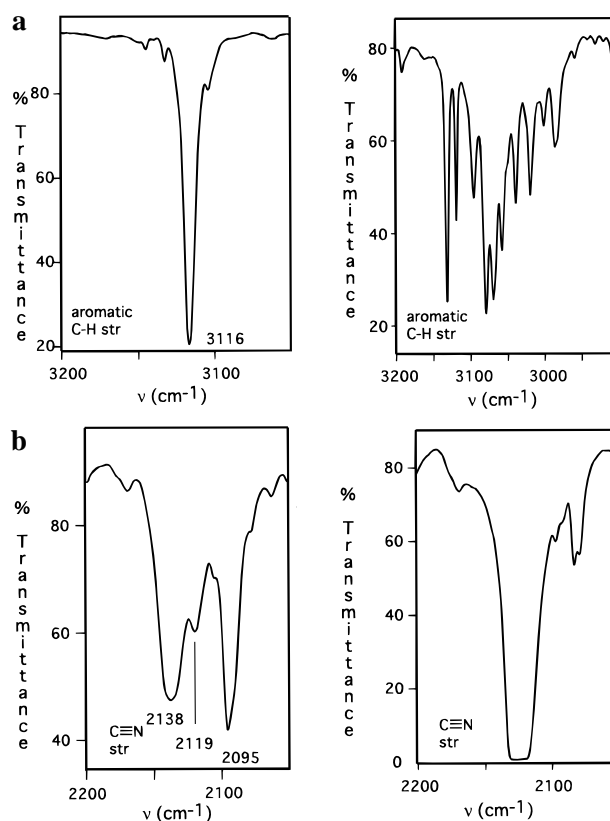 a
%
Transmittance
80
60
40
20
aromatic
C-H str
3116
3200
3100
ν (cm-1)
%
Transmittance
80
60
40
20
aromatic
C-H str
3200
3100
3000
ν (cm-1)
b
%
Transmittance
80
60
40
C≡N
str
2138
2119
2095
2200
2100
ν (cm-1)
%
Transmittance
80
60
40
20
0
C≡N
str
2200
2100
ν (cm-1)